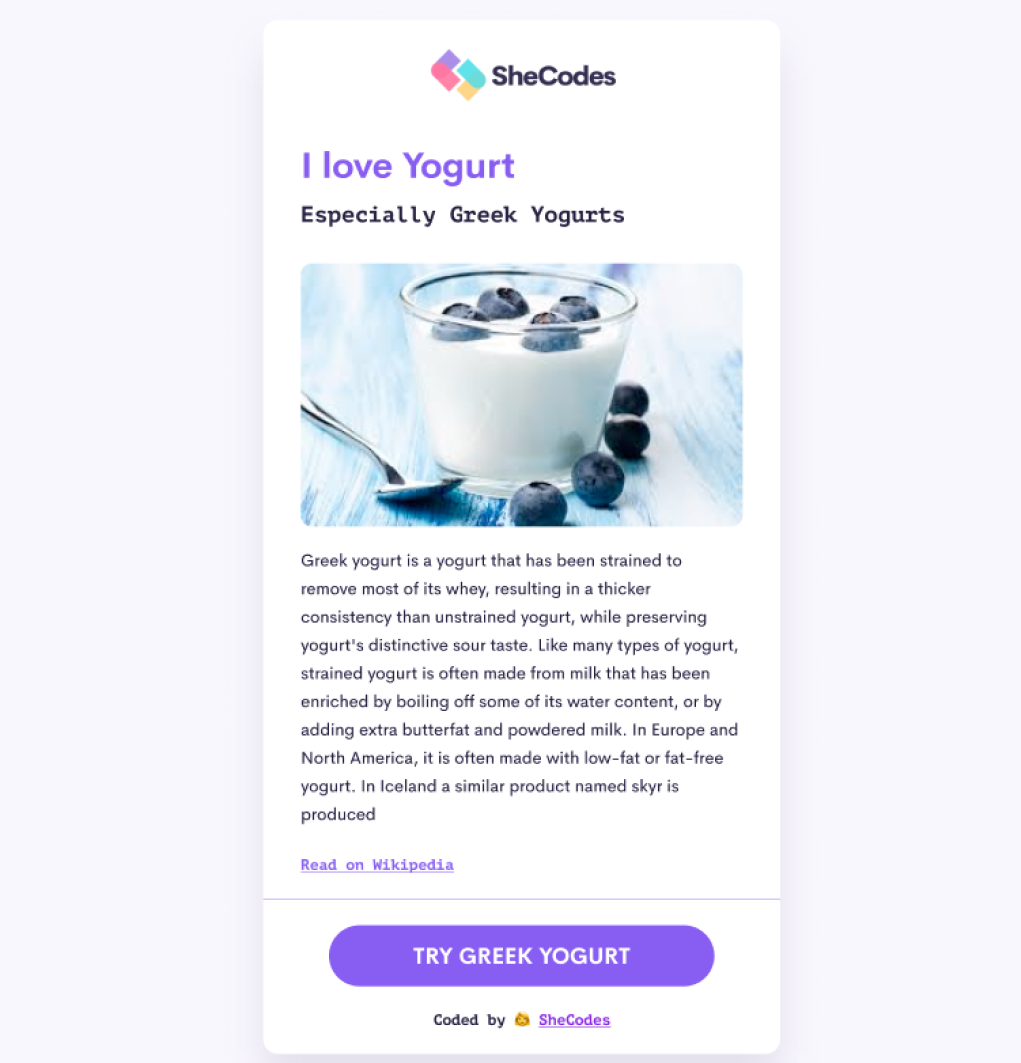 SheCodes
I love Yogurt
Especially Greek Yogurts
Greek yogurt is a yogurt that has been strained to
remove most of its whey, resulting in a thicker
consistency than unstrained yogurt, while preserving
yogurt's distinctive sour taste. Like many types of yogurt,
strained yogurt is often made from milk that has been
enriched by boiling off some of its water content, or by
adding extra butterfat and powdered milk. In Europe and
North America, it is often made with low-fat or fat-free
yogurt. In Iceland a similar product named skyr is
produced
Read on Wikipedia
TRY GREEK YOGURT
Coded by 👩 SheCodes